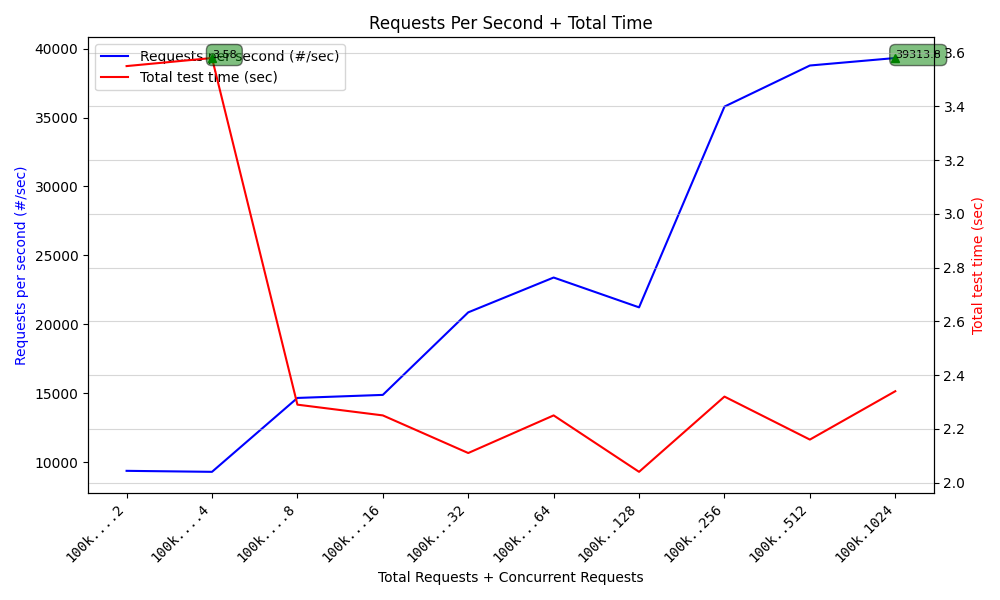 Requests Per Second + Total Time
Requests per second (#/sec)
Total test time (sec)
3.58
39313.8
40000
35000
30000
25000
20000
15000
10000
3.6
3.4
3.2
3.0
2.8
2.6
2.4
2.2
2.0
Requests per second (#/sec)
Total test time (sec)
100k....2
100k....4
100k....8
100k...16
100k...32
100k...64
100k..128
100k..256
100k..512
100k.1024
Total Requests + Concurrent Requests